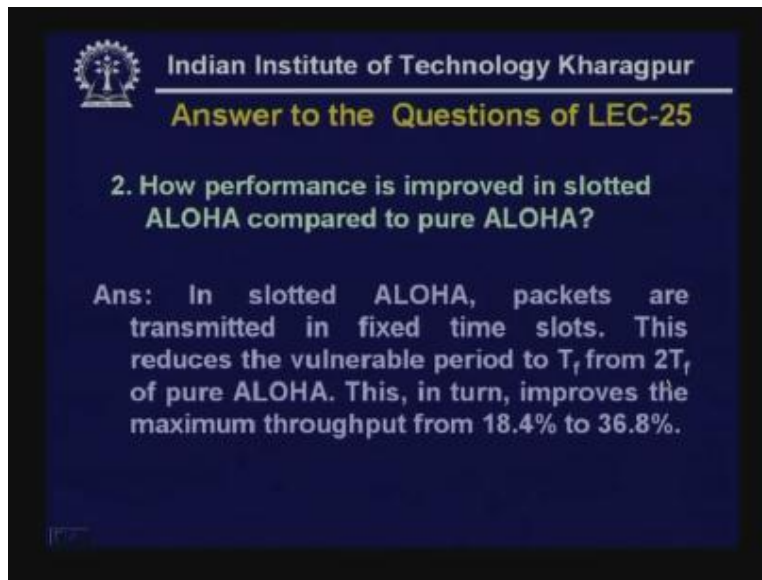 Indian Institute of Technology Kharagpur
Answer to the Questions of LEC-25
2. How performance is improved in slotted
ALOHA compared to pure ALOHA?
Ans: In slotted ALOHA, packets are
transmitted in fixed time slots. This
reduces the vulnerable period to Tf from 2Tf
of pure ALOHA. This, in turn, improves the
maximum throughput from 18.4% to 36.8%.